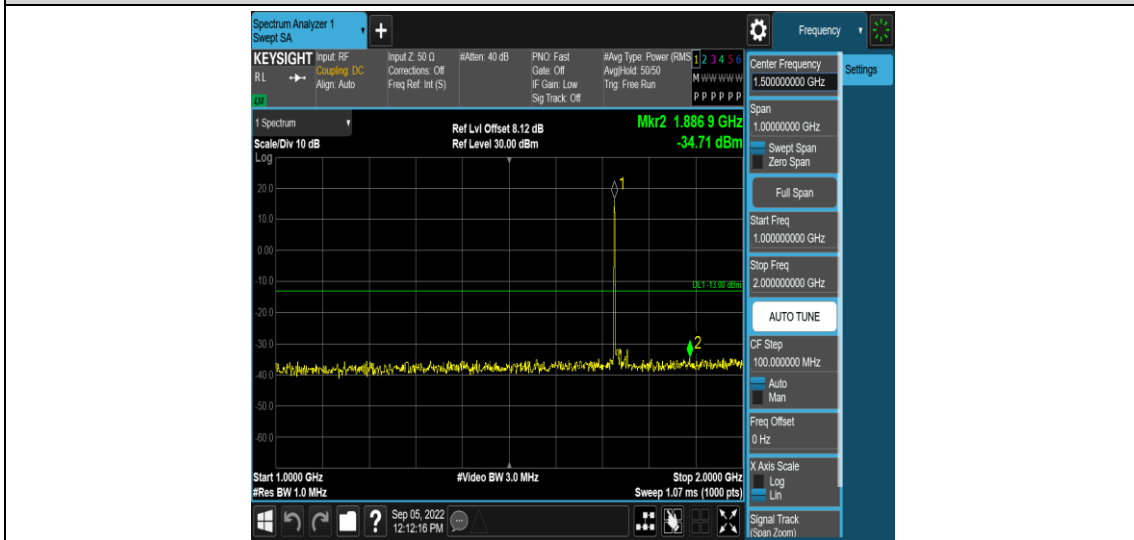 Spectrum Analyzer 1
Swept SA
+
Frequency
KEYSIGHT
RL
Input: RF
Coupling: DC
Align: Auto
Input Z: 50 Ω
Corrections: Off
Freq Ref: Int (S)
#Atten: 40 dB
PNO: Fast
Gate: Off
IF Gain: Low
Sig Track: Off
#Avg Type: Power (RMS
Avg|Hold: 50/50
Trig: Free Run
1 2 3 4 5 6
M W W W W W
P P P P P P
LXI
1 Spectrum
Scale/Div 10 dB
Log
Ref Lvl Offset 8.12 dB
Ref Level 30.00 dBm
Mkr2 1.886 9 GHz
-34.71 dBm
20.0
10.0
0.00
-10.0
-20.0
-30.0
-40.0
-50.0
-60.0
1
DL1 -13.00 dBm
2
Start 1.0000 GHz
#Res BW 1.0 MHz
#Video BW 3.0 MHz
Stop 2.0000 GHz
Sweep 1.07 ms (1000 pts)
Center Frequency
1.50000000 GHz
Settings
Span
1.00000000 GHz
Swept Span
Zero Span
Full Span
Start Freq
1.000000000 GHz
Stop Freq
2.000000000 GHz
AUTO TUNE
CF Step
100.000000 MHz
Auto
Man
Freq Offset
0 Hz
X Axis Scale
Log
Lin
Signal Track
(Span Zoom)
?
Sep 05, 2022
12:12:16 PM